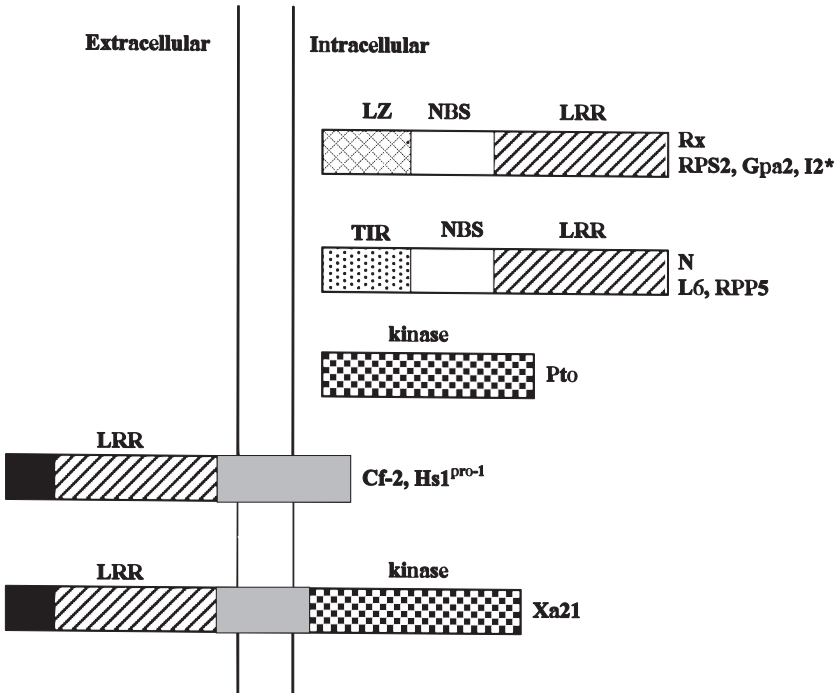 Extracellular
Intracellular
LZ NBS LRR
Rx
RPS2, Gpa2, I2*
TIR NBS LRR
N
L6, RPP5
kinase
Pto
LRR
Cf-2, Hs1pro-1
LRR kinase
Xa21